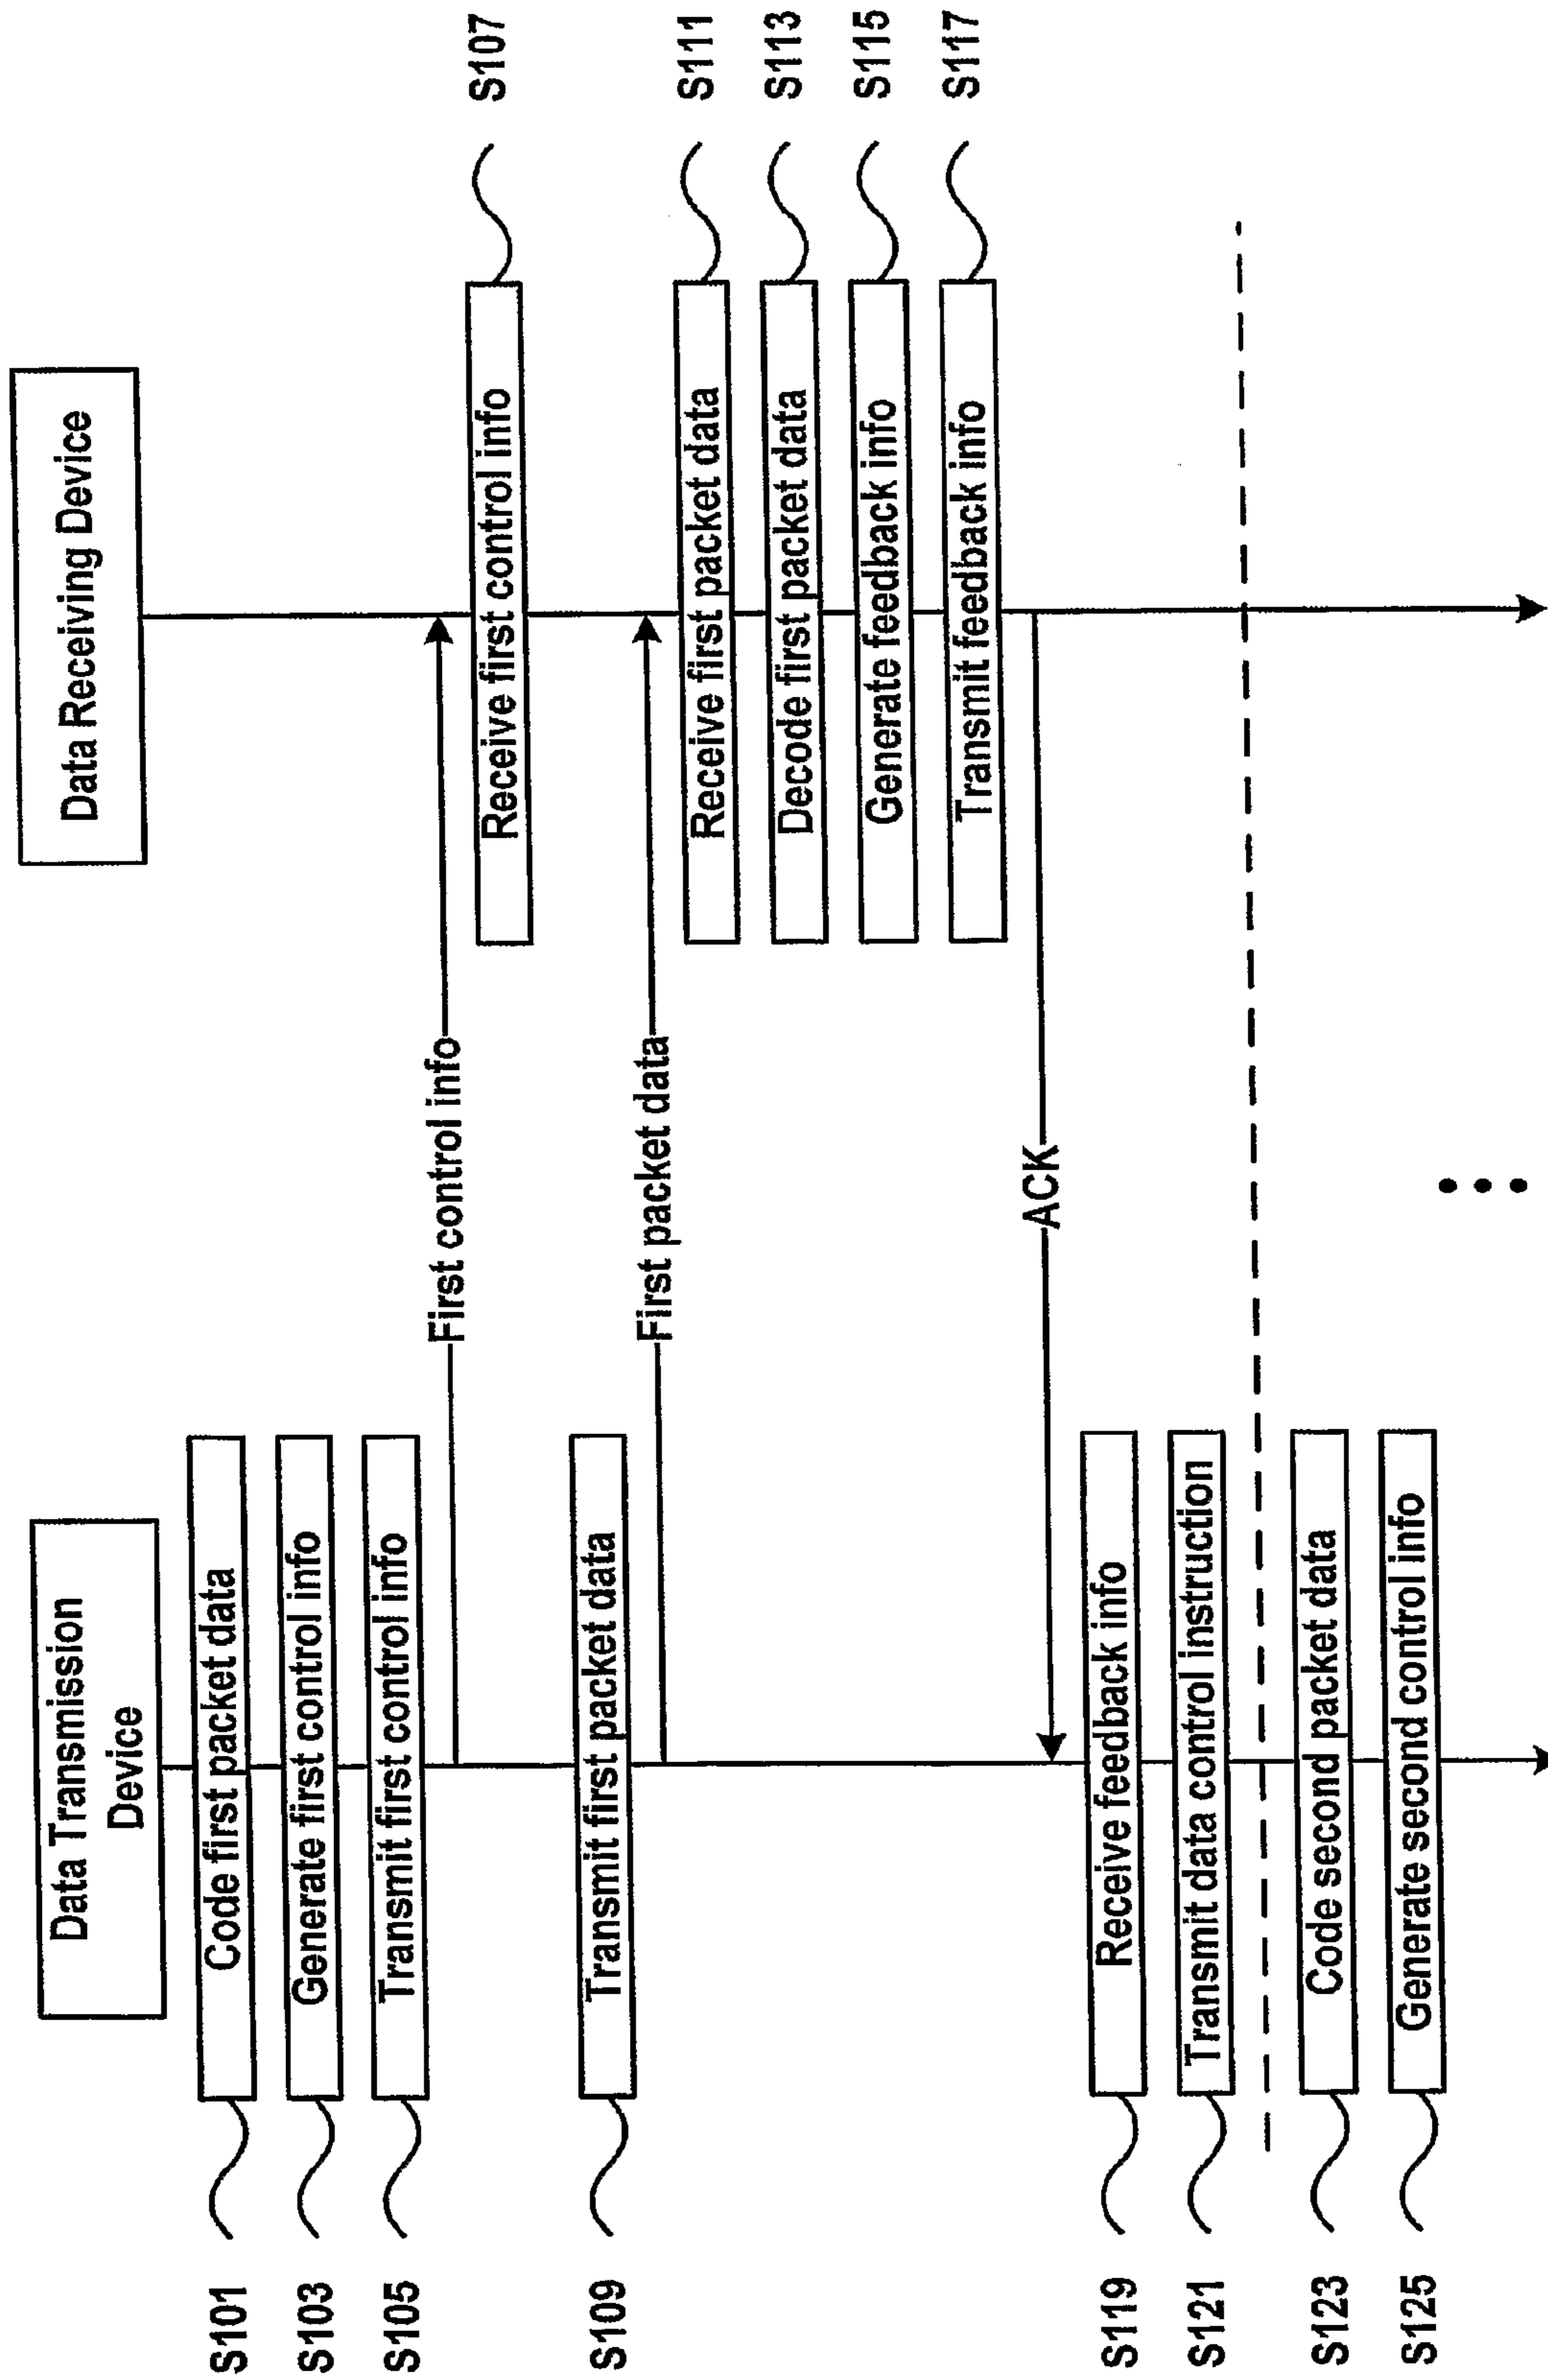 Data Transmission
Device
Data Receiving Device
S101
Code first packet data
S103
Generate first control info
S105
Transmit first control info
First control info
Receive first control info
S107
S109
Transmit first packet data
First packet data
Receive first packet data
S111
Decode first packet data
S113
Generate feedback info
S115
Transmit feedback info
S117
ACK
S119
Receive feedback info
S121
Transmit data control instruction
S123
Code second packet data
S125
Generate second control info